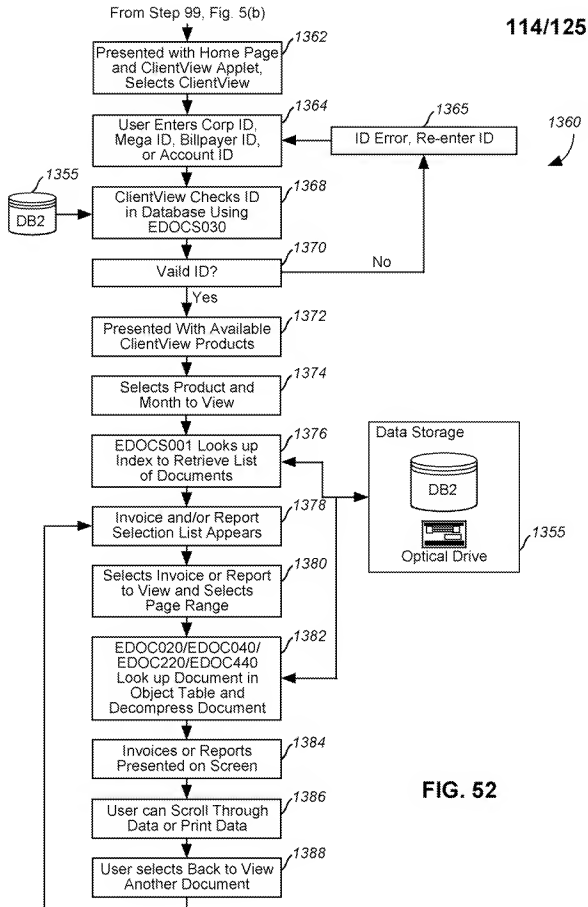 From Step 99, Fig. 5(b)
114/125
1362
Presented with Home Page
and ClientView Applet,
Selects ClientView
1364
User Enters Corp ID,
Mega ID, Billpayer ID,
or Account ID
1365
ID Error, Re-enter ID
1360
1355
DB2
1368
ClientView Checks ID
in Database Using
EDOCS030
1370
Vaild ID?
No
Yes
1372
Presented With Available
ClientView Products
1374
Selects Product and
Month to View
1376
EDOCS001 Looks up
Index to Retrieve List
of Documents
Data Storage
DB2
Optical Drive
1355
1378
Invoice and/or Report
Selection List Appears
1380
Selects Invoice or Report
to View and Selects
Page Range
1382
EDOC020/EDOC040/
EDOC220/EDOC440
Look up Document in
Object Table and
Decompress Document
1384
Invoices or Reports
Presented on Screen
1386
User can Scroll Through
Data or Print Data
1388
User selects Back to View
Another Document
FIG. 52